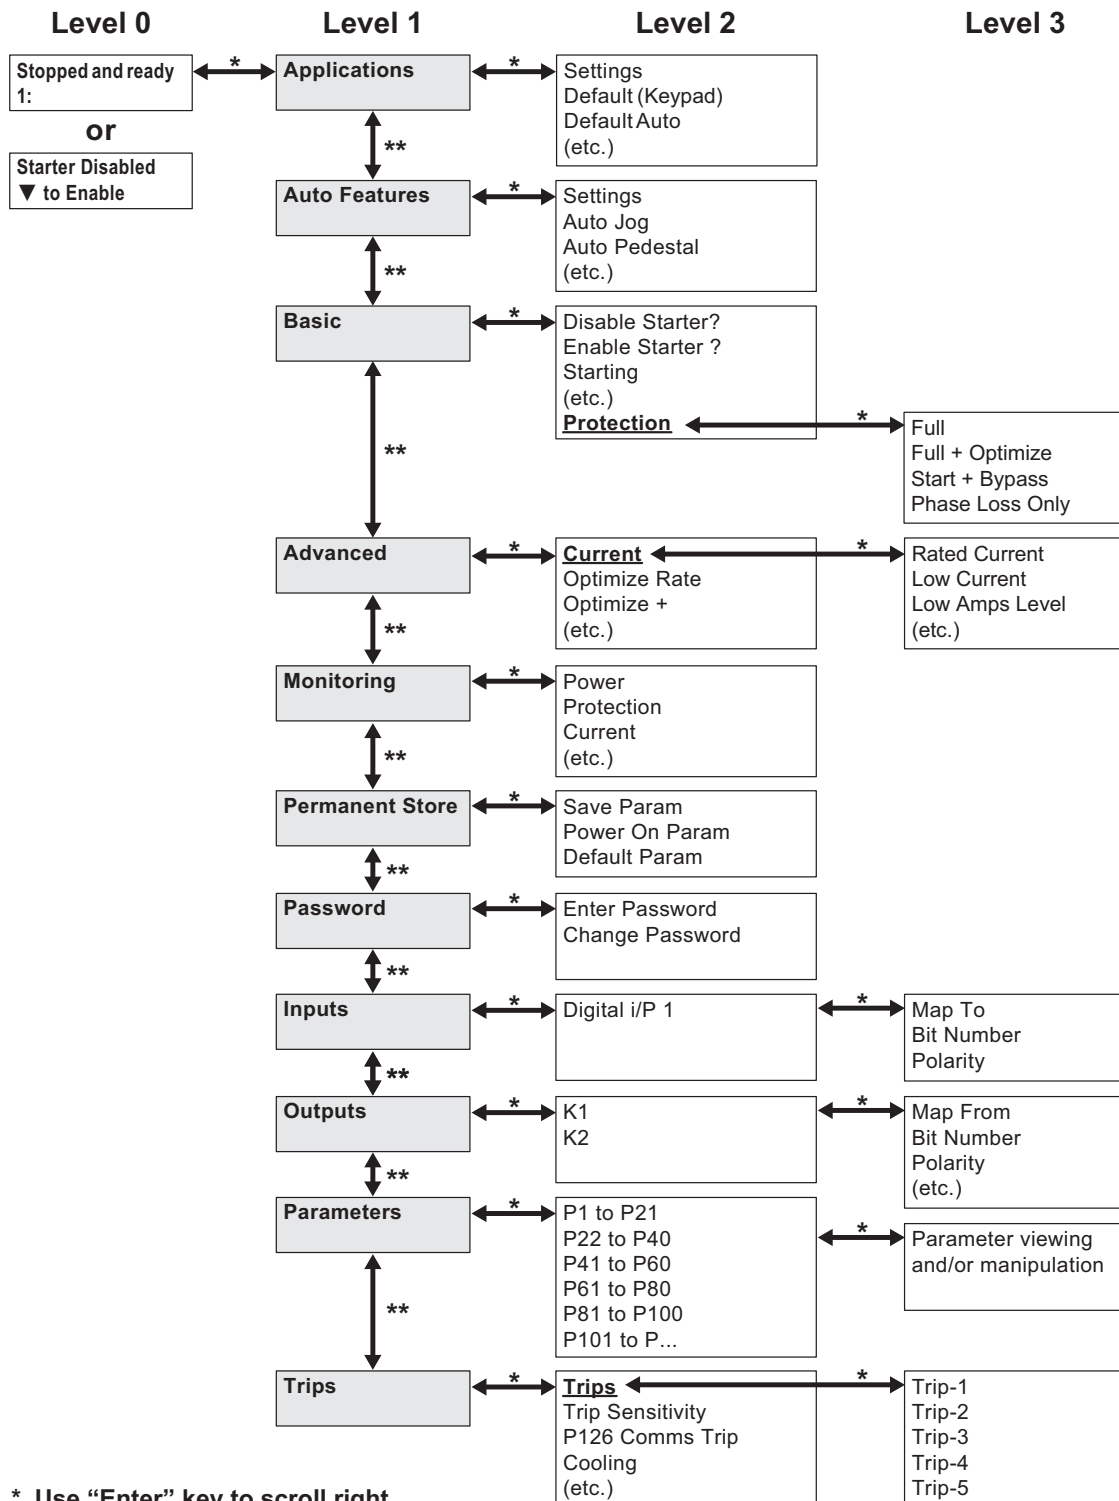 Level 0 Level 1 Level 2 Level 3
Stopped and ready
1:
or
Starter Disabled
▼ to Enable
*
Applications
*
Settings
Default (Keypad)
Default Auto
(etc.)
**
Auto Features
*
Settings
Auto Jog
Auto Pedestal
(etc.)
**
Basic
*
Disable Starter?
Enable Starter ?
Starting
(etc.)
Protection
*
Full
Full + Optimize
Start + Bypass
Phase Loss Only
**
Advanced
*
Current
Optimize Rate
Optimize +
(etc.)
*
Rated Current
Low Current
Low Amps Level
(etc.)
**
Monitoring
*
Power
Protection
Current
(etc.)
**
Permanent Store
*
Save Param
Power On Param
Default Param
**
Password
*
Enter Password
Change Password
**
Inputs
*
Digital i/P 1
*
Map To
Bit Number
Polarity
**
Outputs
*
K1
K2
*
Map From
Bit Number
Polarity
(etc.)
**
Parameters
*
P1 to P21
P22 to P40
P41 to P60
P61 to P80
P81 to P100
P101 to P...
*
Parameter viewing
and/or manipulation
**
Trips
*
Trips
Trip Sensitivity
P126 Comms Trip
Cooling
(etc.)
*
Trip-1
Trip-2
Trip-3
Trip-4
Trip-5
* Use “Enter” key to scroll right